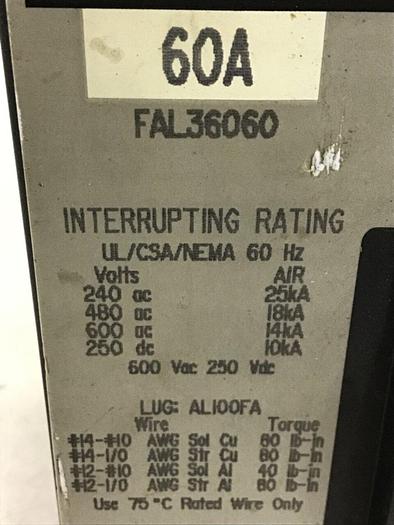 60A
FAL36060
INTERRUPTING RATING
UL/CSA/NEMA 60 Hz
Volts AIR
240 ac 25kA
480 ac 18kA
600 ac 14kA
250 dc 10kA
600 Vac 250 Vdc
LUG: AL100FA
Wire Torque
#14-#10 AWG Sol Cu 80 lb-in
#14-1/0 AWG Str Cu 80 lb-in
#12-#10 AWG Sol Al 40 lb-in
#12-1/0 AWG Str Al 80 lb-in
Use 75°C Rated Wire Only